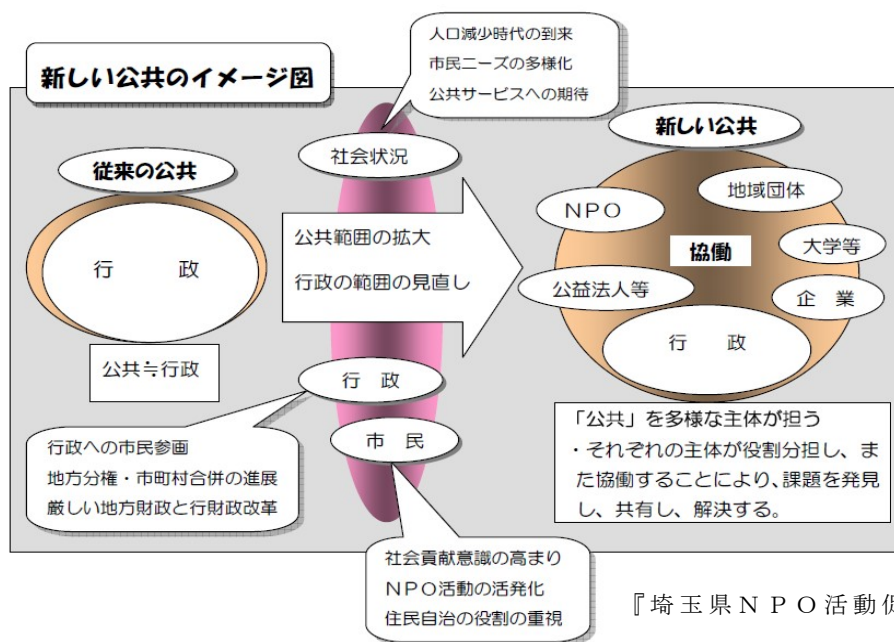 新しい公共のイメージ図
人口減少時代の到来
市民ニーズの多様化
公共サービスへの期待
社会状況
従来の公共
行 政
公共≒行政
公共範囲の拡大
行政の範囲の見直し
行 政
市 民
行政への市民参画
地方分権・市町村合併の進展
厳しい地方財政と行財政改革
社会貢献意識の高まり
NPO活動の活発化
住民自治の役割の重視
新しい公共
NPO
地域団体
協働
大学等
公益法人等
企 業
行 政
「公共」を多様な主体が担う
・それぞれの主体が役割分担し、ま
た協働することにより、課題を発見
し、共有し、解決する。
『埼玉県NPO活動促